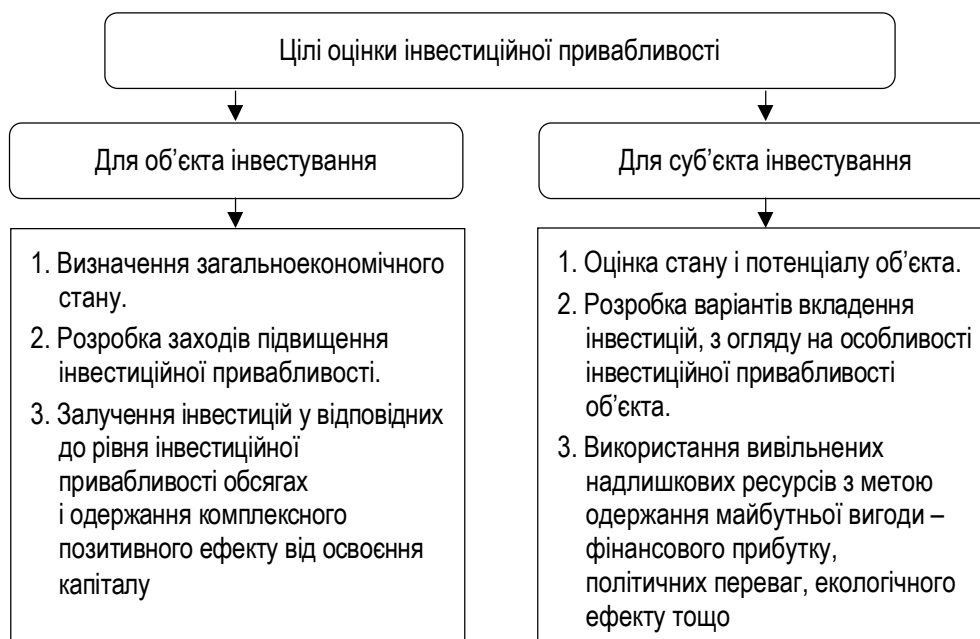 Цілі оцінки інвестиційної привабливості
Для об’єкта інвестування
1. Визначення загальноекономічного
стану.
2. Розробка заходів підвищення
інвестиційної привабливості.
3. Залучення інвестицій у відповідних
до рівня інвестиційної
привабливості обсягах
і одержання комплексного
позитивного ефекту від освоєння
капіталу
Для суб’єкта інвестування
1. Оцінка стану і потенціалу об’єкта.
2. Розробка варіантів вкладення
інвестицій, з огляду на особливості
інвестиційної привабливості
об’єкта.
3. Використання вивільнених
надлишкових ресурсів з метою
одержання майбутньої вигоди –
фінансового прибутку,
політичних переваг, екологічного
ефекту тощо